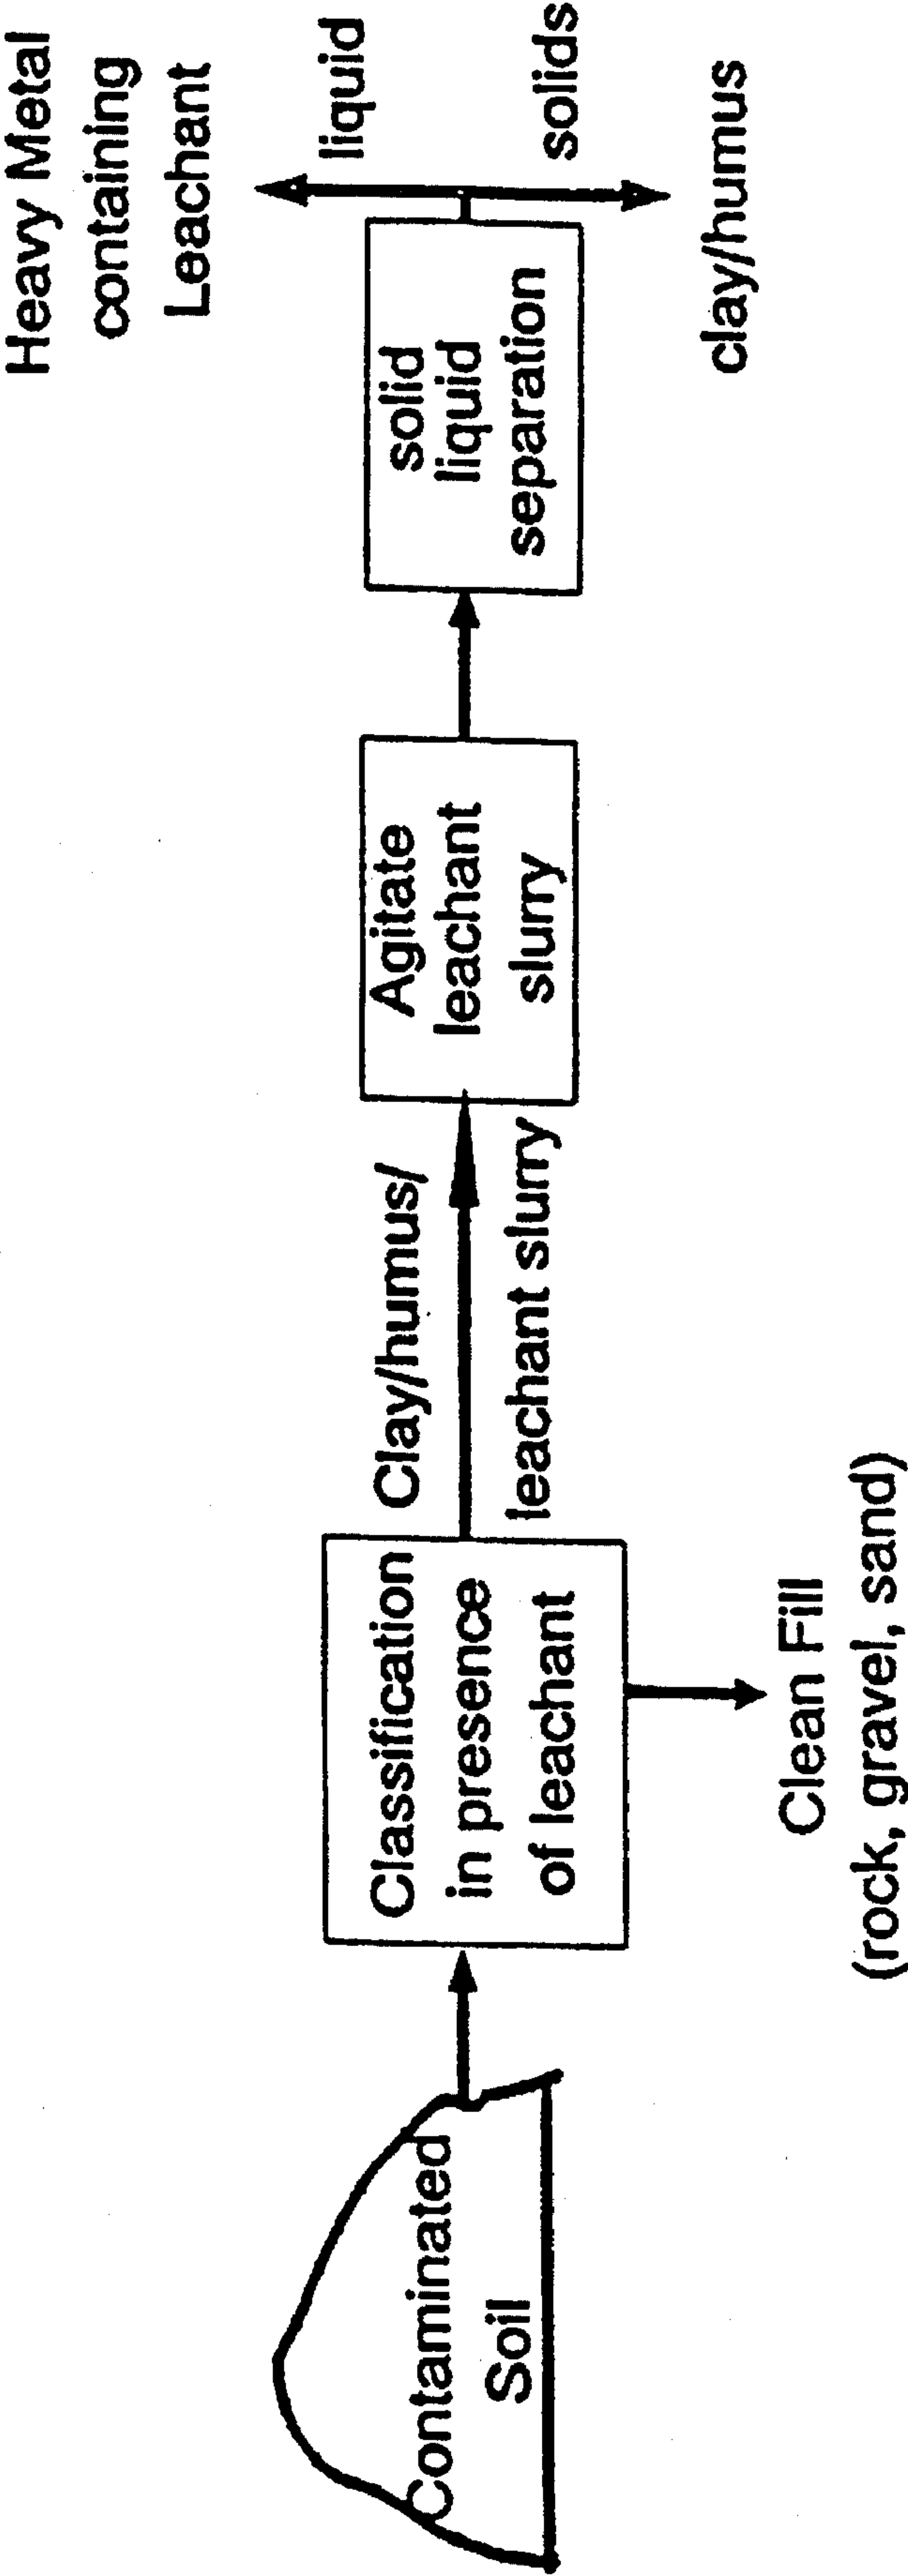 Contaminated
Soil
Classification
in presence
of leachant
Clean Fill
(rock, gravel, sand)
Clay/humus/
leachant slurry
Agitate
leachant
slurry
solid
liquid
separation
Heavy Metal
containing
Leachant
liquid
solids
clay/humus